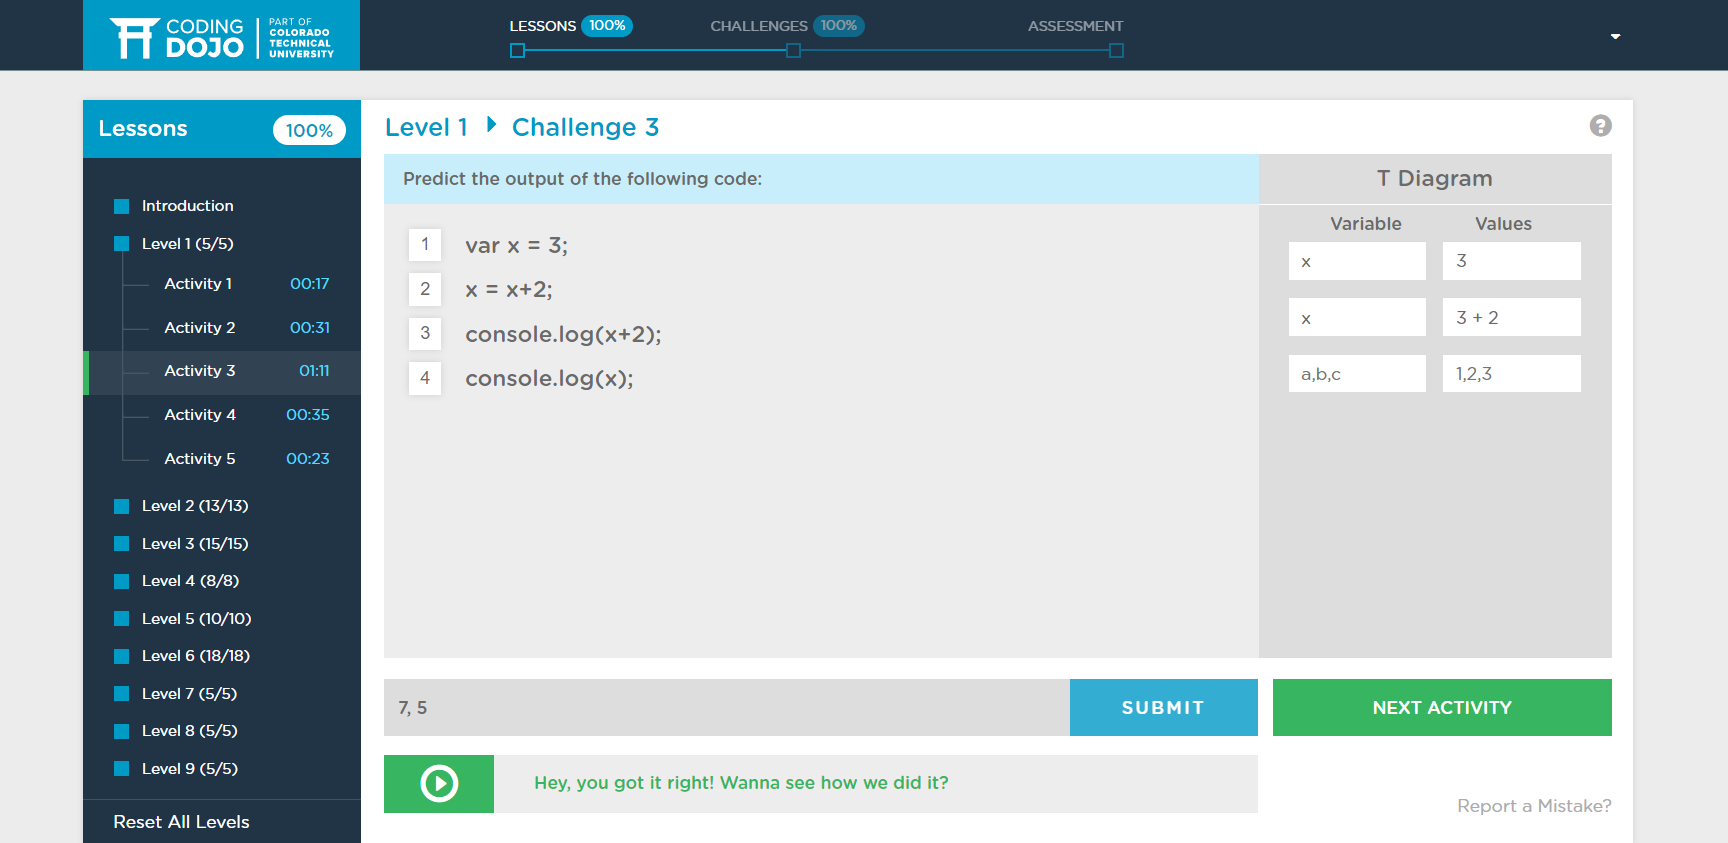 CODING
DOJO
PART OF
COLORADO
TECHNICAL
UNIVERSITY
LESSONS 100%
CHALLENGES 100%
ASSESSMENT
Lessons 100%
Introduction
Level 1 (5/5)
Activity 1 00:17
Activity 2 00:31
Activity 3 01:11
Activity 4 00:35
Activity 5 00:23
Level 2 (13/13)
Level 3 (15/15)
Level 4 (8/8)
Level 5 (10/10)
Level 6 (18/18)
Level 7 (5/5)
Level 8 (5/5)
Level 9 (5/5)
Reset All Levels
Level 1 Challenge 3
?
Predict the output of the following code:
1 var x = 3;
2 x = x+2;
3 console.log(x+2);
4 console.log(x);
T Diagram
Variable Values
x 3
x 3 + 2
a,b,c 1,2,3
7, 5
SUBMIT
NEXT ACTIVITY
Hey, you got it right! Wanna see how we did it?
Report a Mistake?